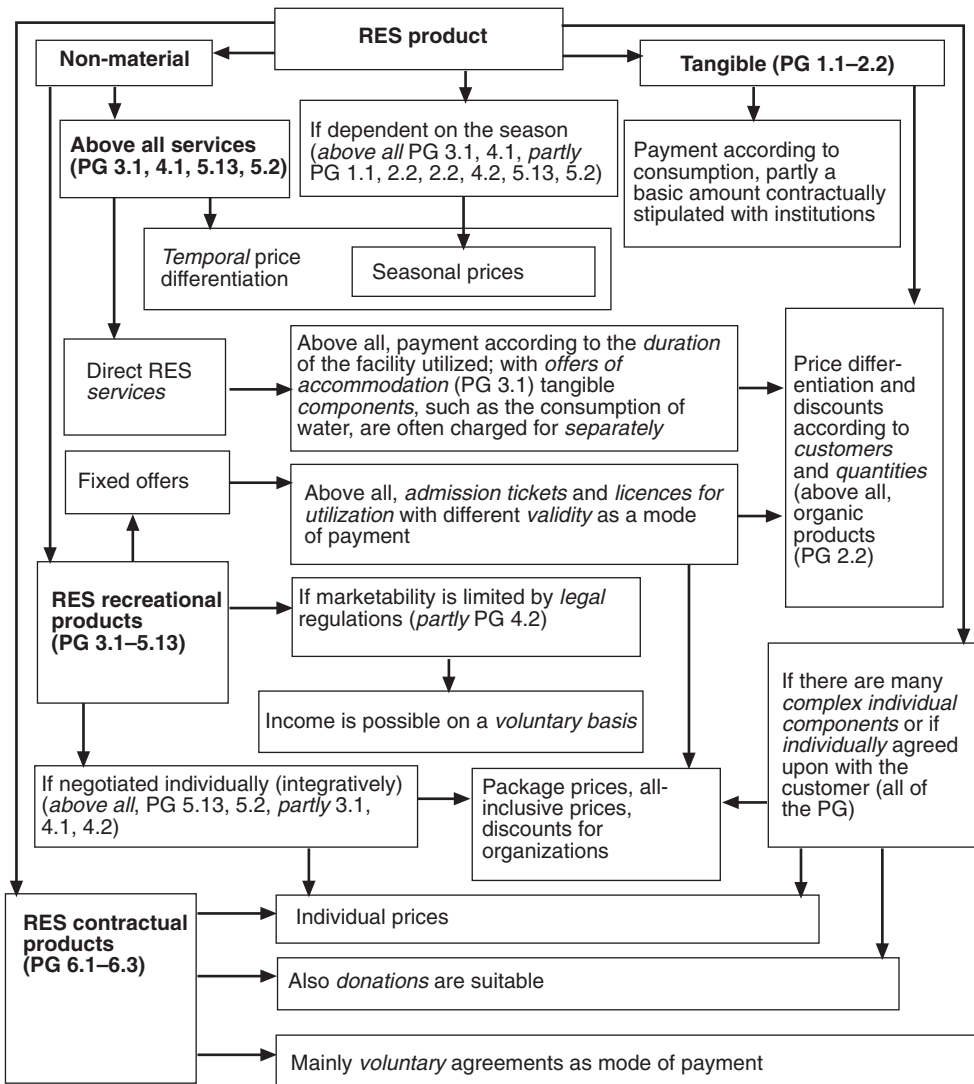 RES product
Non-material
Tangible (PG 1.1–2.2)
Above all services
(PG 3.1, 4.1, 5.13, 5.2)
If dependent on the season
(above all PG 3.1, 4.1, partly
PG 1.1, 2.2, 2.2, 4.2, 5.13, 5.2)
Payment according to
consumption, partly a
basic amount contractually
stipulated with institutions
Temporal price
differentiation
Seasonal prices
Direct RES
services
Above all, payment according to the duration
of the facility utilized; with offers of
accommodation (PG 3.1) tangible
components, such as the consumption of
water, are often charged for separately
Price differ-
entiation and
discounts
according to
customers
and quantities
(above all,
organic
products
(PG 2.2)
Fixed offers
Above all, admission tickets and licences for
utilization with different validity as a mode
of payment
RES recreational
products
(PG 3.1–5.13)
If marketability is limited by legal
regulations (partly PG 4.2)
Income is possible on a voluntary basis
If there are many
complex individual
components or if
individually agreed
upon with the
customer (all of
the PG)
If negotiated individually (integratively)
(above all, PG 5.13, 5.2, partly 3.1,
4.1, 4.2)
Package prices, all-
inclusive prices,
discounts for
organizations
RES contractual
products
(PG 6.1–6.3)
Individual prices
Also donations are suitable
Mainly voluntary agreements as mode of payment